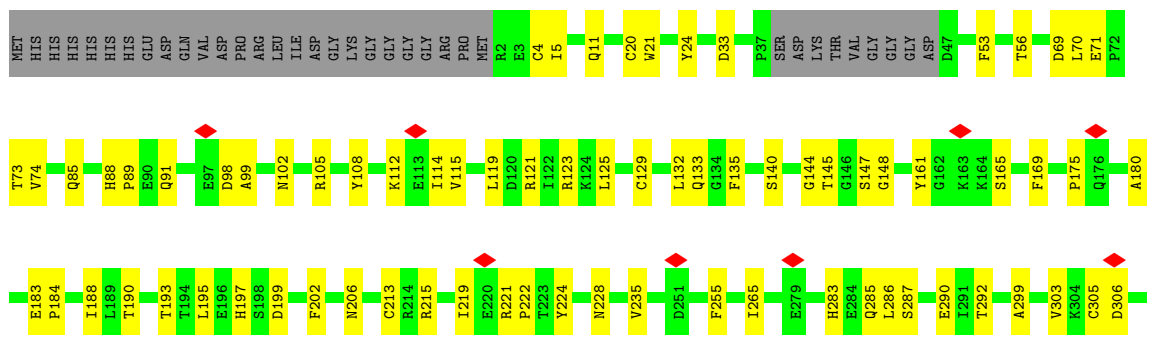 MET HIS HIS HIS HIS HIS HIS GLU ASP GLN VAL ASP PRO ARG LEU ILE ASP GLY LYS GLY GLY GLY GLY ARG PRO MET R2 E3 C4 I5 Q11 C20 W21 Y24 D33 P37 SER ASP LYS THR VAL GLY GLY GLY ASP D47 F53 T56 D69 L70 E71 P72
T73 V74 Q85 H88 P89 E90 Q91 E97 D98 A99 N102 R105 Y108 K112 E113 I114 V115 L119 D120 R121 I122 R123 K124 L125 C129 L132 Q133 G134 F135 S140 G144 T145 G146 S147 G148 Y161 G162 K163 K164 S165 F169 P175 Q176 A180
E183 P184 I188 L189 T190 T193 T194 L195 E196 H197 S198 D199 F202 N206 C213 R214 R215 I219 E220 R221 P222 T223 Y224 N228 V235 D251 F255 I265 E279 H283 E284 Q285 L286 S287 E290 I291 T292 A299 V303 K304 C305 D306